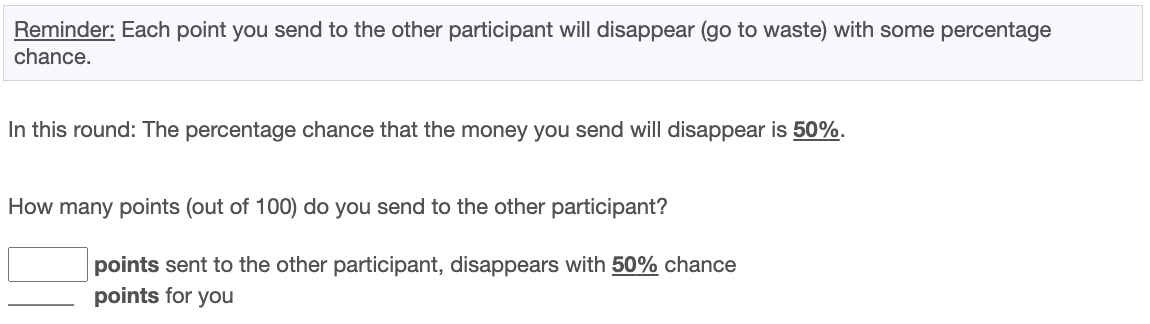 Reminder: Each point you send to the other participant will disappear (go to waste) with some percentage
chance.
In this round: The percentage chance that the money you send will disappear is 50%.
How many points (out of 100) do you send to the other participant?
points sent to the other participant, disappears with 50% chance
points for you